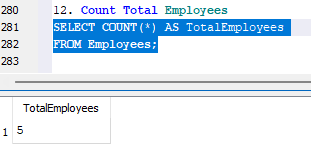 280
12. Count Total Employees
281
SELECT COUNT(*) AS TotalEmployees
282
FROM Employees;
283
TotalEmployees
1 5